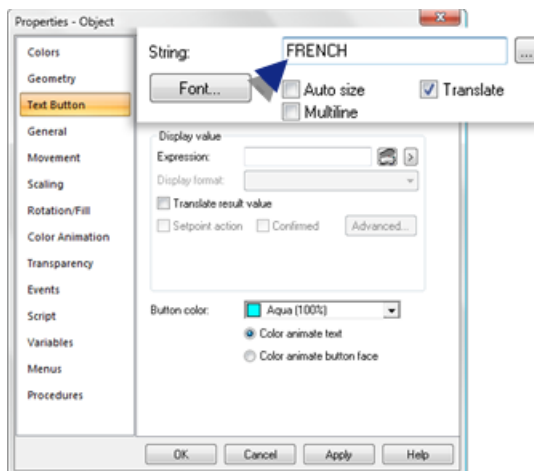 Properties - Object
Colors
Geometry
Text Button
General
Movement
Scaling
Rotation/Fill
Color Animation
Transparency
Events
Script
Variables
Menus
Procedures
String:
FRENCH
...
Font...
Auto size
Translate
Multiline
Display value
Expression:
>
Display format:
Translate result value
Setpoint action
Confirmed
Advanced...
Button color:
Aqua (100%)
Color animate text
Color animate button face
OK
Cancel
Apply
Help